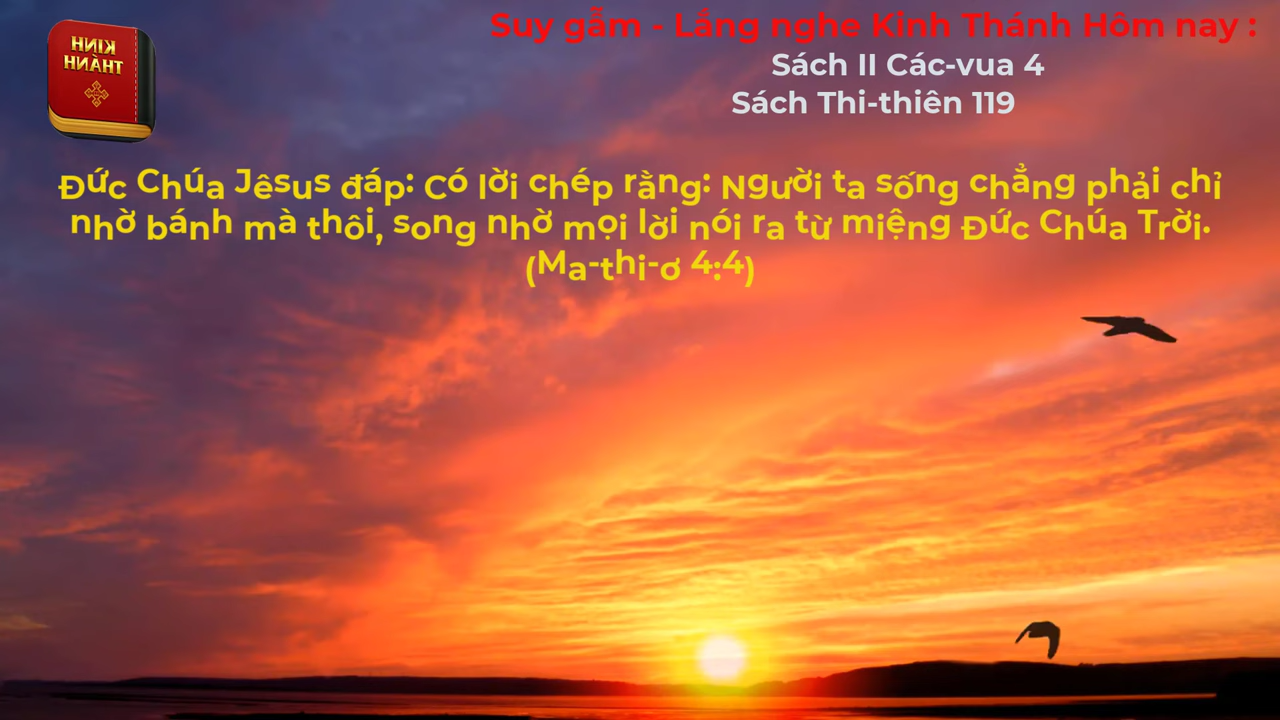 Suy gẫm - Lắng nghe Kinh Thánh Hôm nay :
Sách II Các-vua 4
Sách Thi-thiên 119
KINH
THÁNH
Đức Chúa Jêsus đáp: Có lời chép rằng: Người ta sống chẳng phải chỉ
nhờ bánh mà thôi, song nhờ mọi lời nói ra từ miệng Đức Chúa Trời.
(Ma-thi-ơ 4:4)